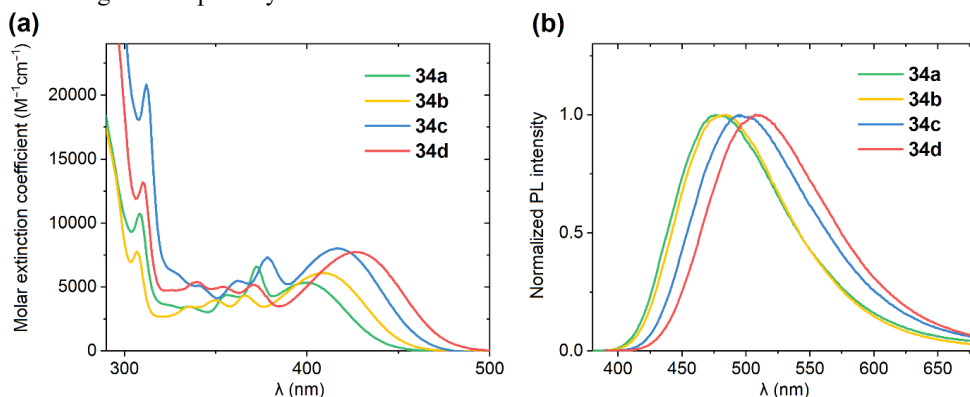 (a)
Molar extinction coefficient (M⁻¹cm⁻¹)
20000
15000
10000
5000
0
300
400
500
λ (nm)
34a
34b
34c
34d
(b)
Normalized PL intensity
1.0
0.5
0.0
400
450
500
550
600
650
λ (nm)
34a
34b
34c
34d